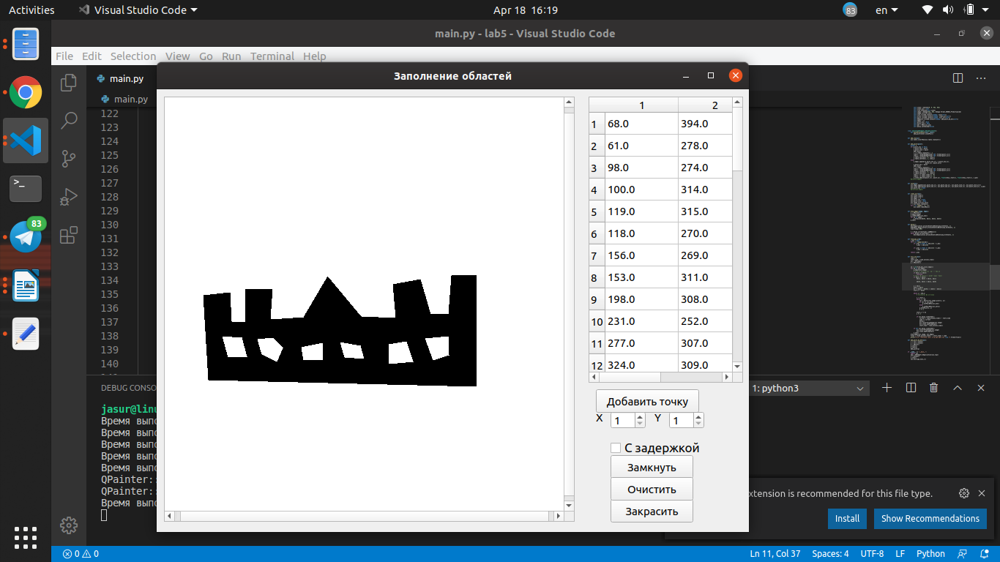 Activities Visual Studio Code Apr 18 16:19 83 en
main.py - lab5 - Visual Studio Code
File Edit Selection View Go Run Terminal Help
main.py
main.py
122
123
124
125
126
127
128
129
130
131
132
133
134
135
136
137
138
139
140
83
Заполнение областей
1 2
1 68.0 394.0
2 61.0 278.0
3 98.0 274.0
4 100.0 314.0
5 119.0 315.0
6 118.0 270.0
7 156.0 269.0
8 153.0 311.0
9 198.0 308.0
10 231.0 252.0
11 277.0 307.0
12 324.0 309.0
Добавить точку
X 1 Y 1
С задержкой
Замкнуть
Очистить
Закрасить
DEBUG CONSO
1: python3
jasur@linu
Время выпо
Время выпо
Время выпо
Время выпо
Время выпо
QPainter::
QPainter::
Время выпо
xtension is recommended for this file type.
Install Show Recommendations
0 0 Ln 11, Col 37 Spaces: 4 UTF-8 LF Python